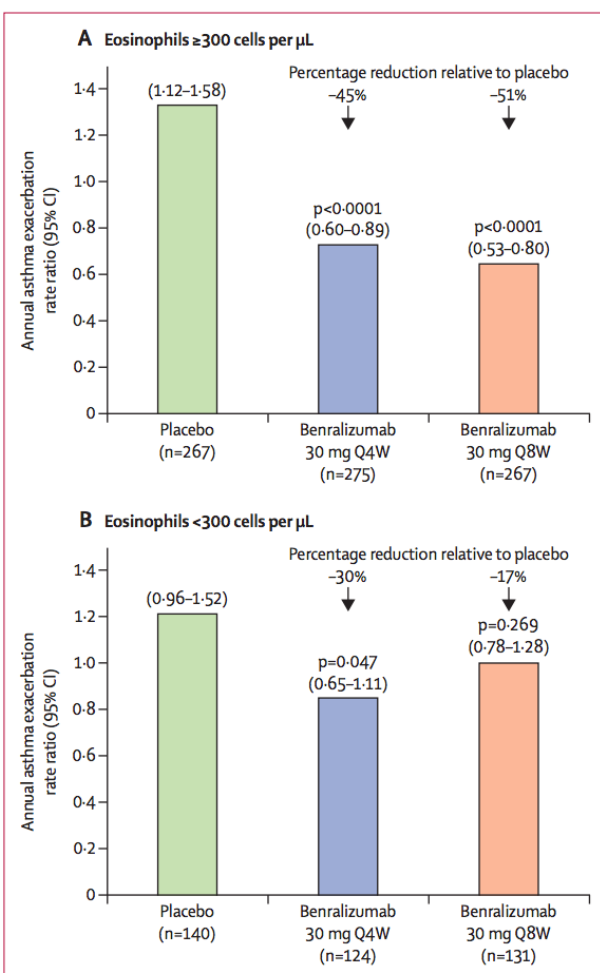 A Eosinophils ≥300 cells per µL
Percentage reduction relative to placebo
–45%
–51%
Annual asthma exacerbation
rate ratio (95% CI)
1·4
1·2
1·0
0·8
0·6
0·4
0·2
0
(1·12–1·58)
p<0·0001
(0·60–0·89)
p<0·0001
(0·53–0·80)
Placebo
(n=267)
Benralizumab
30 mg Q4W
(n=275)
Benralizumab
30 mg Q8W
(n=267)
B Eosinophils <300 cells per µL
Percentage reduction relative to placebo
–30%
–17%
Annual asthma exacerbation
rate ratio (95% CI)
1·4
1·2
1·0
0·8
0·6
0·4
0·2
0
(0·96–1·52)
p=0·047
(0·65–1·11)
p=0·269
(0·78–1·28)
Placebo
(n=140)
Benralizumab
30 mg Q4W
(n=124)
Benralizumab
30 mg Q8W
(n=131)